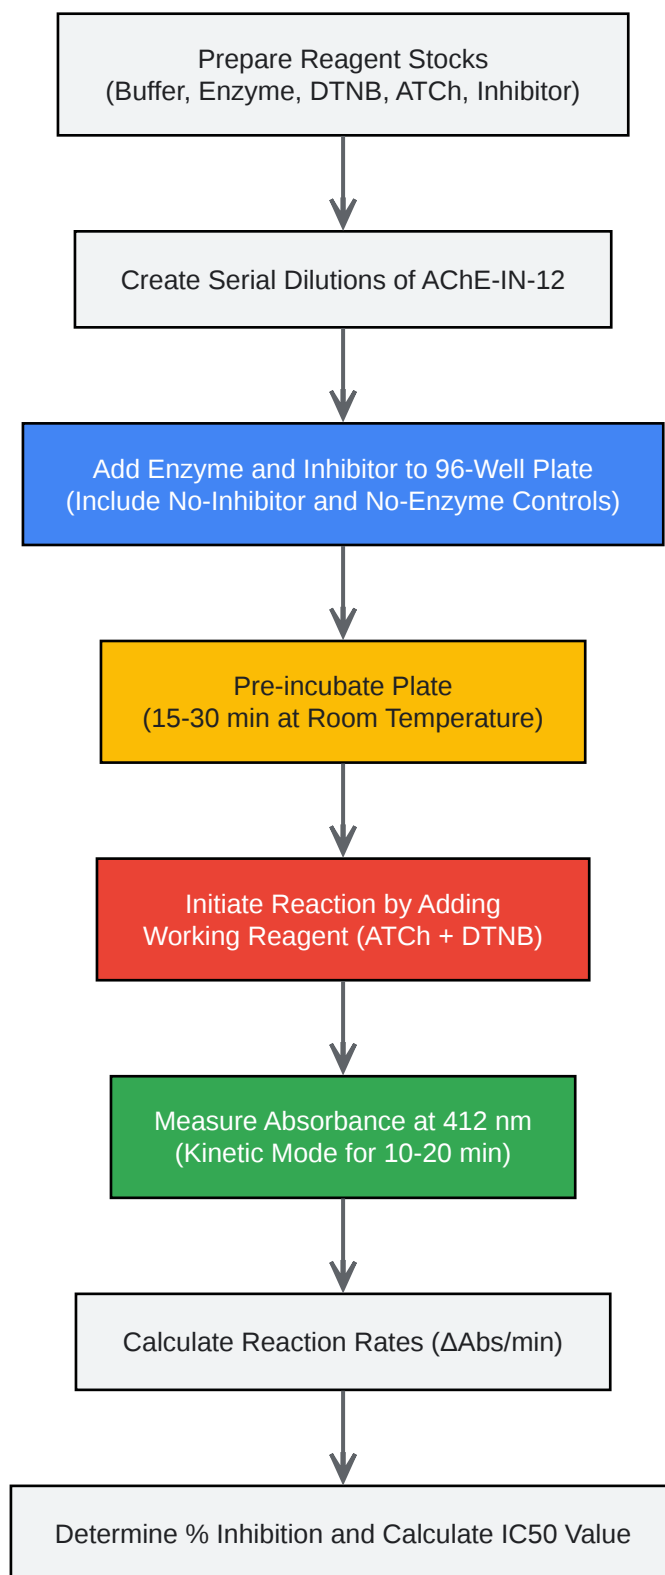 Prepare Reagent Stocks
(Buffer, Enzyme, DTNB, ATCh, Inhibitor)
Create Serial Dilutions of AChE-IN-12
Add Enzyme and Inhibitor to 96-Well Plate
(Include No-Inhibitor and No-Enzyme Controls)
Pre-incubate Plate
(15-30 min at Room Temperature)
Initiate Reaction by Adding
Working Reagent (ATCh + DTNB)
Measure Absorbance at 412 nm
(Kinetic Mode for 10-20 min)
Calculate Reaction Rates (ΔAbs/min)
Determine % Inhibition and Calculate IC50 Value